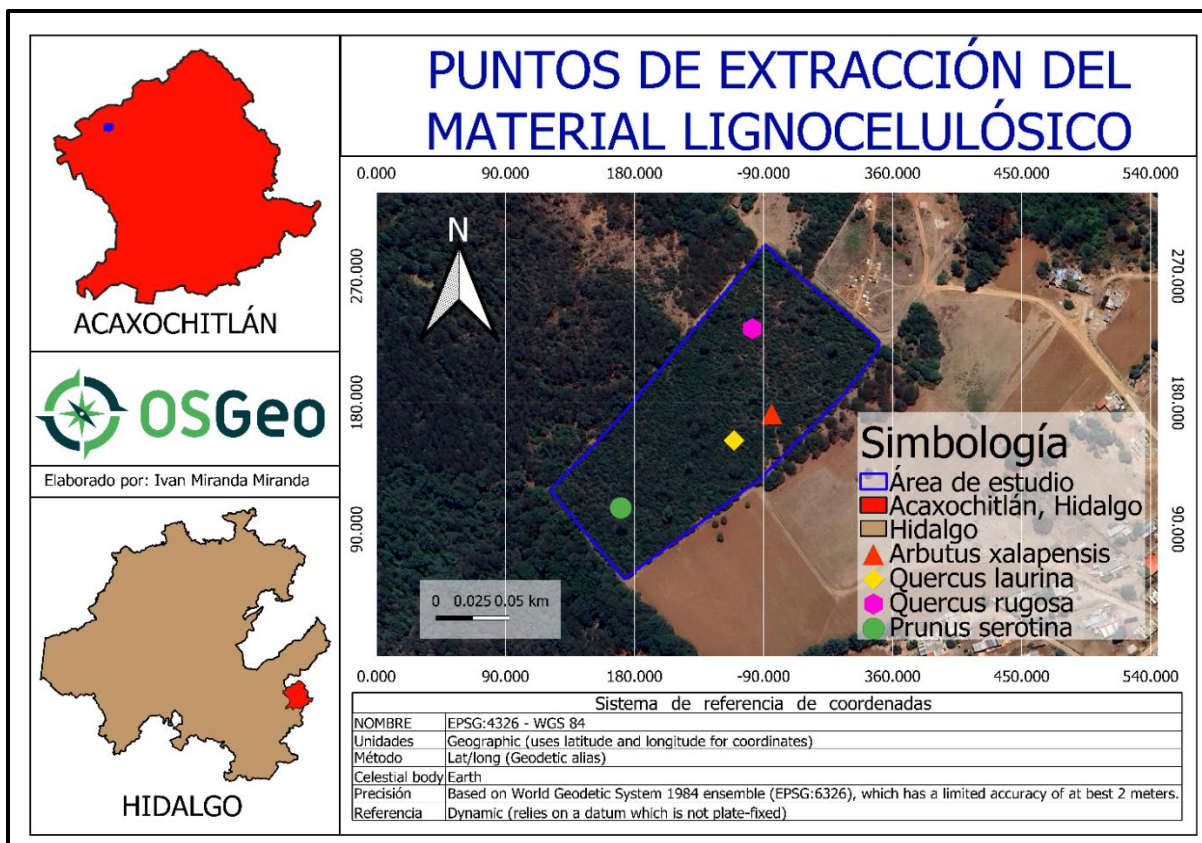 PUNTOS DE EXTRACCIÓN DEL
MATERIAL LIGNOCELULÓSICO
ACAXOCHITLÁN
OSGeo
Elaborado por: Ivan Miranda Miranda
HIDALGO
0.000 90.000 180.000 -90.000 360.000 450.000 540.000
270.000
180.000
90.000
N
270.000
180.000
90.000
Simbología
Área de estudio
Acaxochitlán, Hidalgo
Hidalgo
Arbutus xalapensis
Quercus laurina
Quercus rugosa
Prunus serotina
0 0.025 0.05 km
0.000 90.000 180.000 -90.000 360.000 450.000 540.000
Sistema de referencia de coordenadas
NOMBRE EPSG:4326 - WGS 84
Unidades Geographic (uses latitude and longitude for coordinates)
Método Lat/long (Geodetic alias)
Celestial body Earth
Precisión Based on World Geodetic System 1984 ensemble (EPSG:6326), which has a limited accuracy of at best 2 meters.
Referencia Dynamic (relies on a datum which is not plate-fixed)